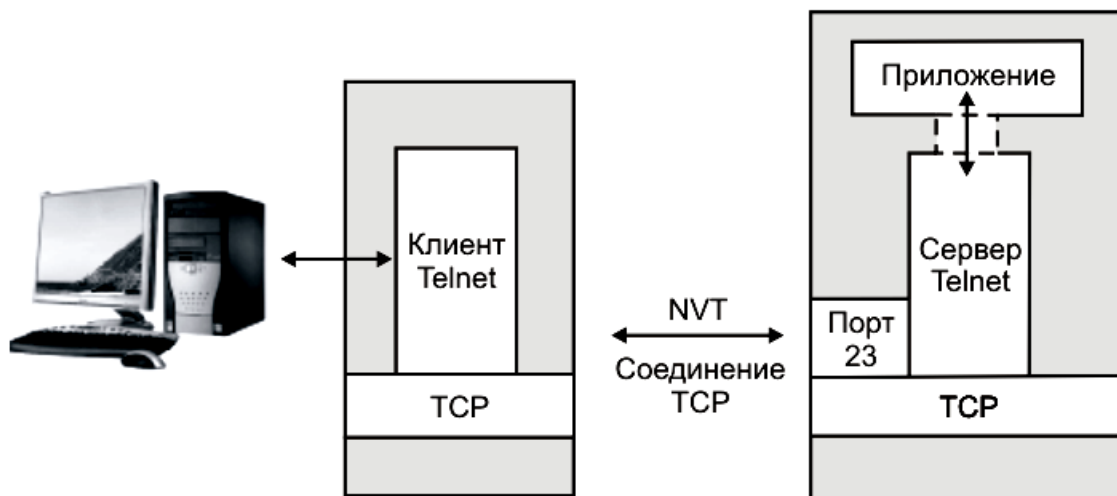 Приложение
Клиент
Telnet
Сервер
Telnet
NVT
Порт
23
Соединение
TCP
TCP
TCP